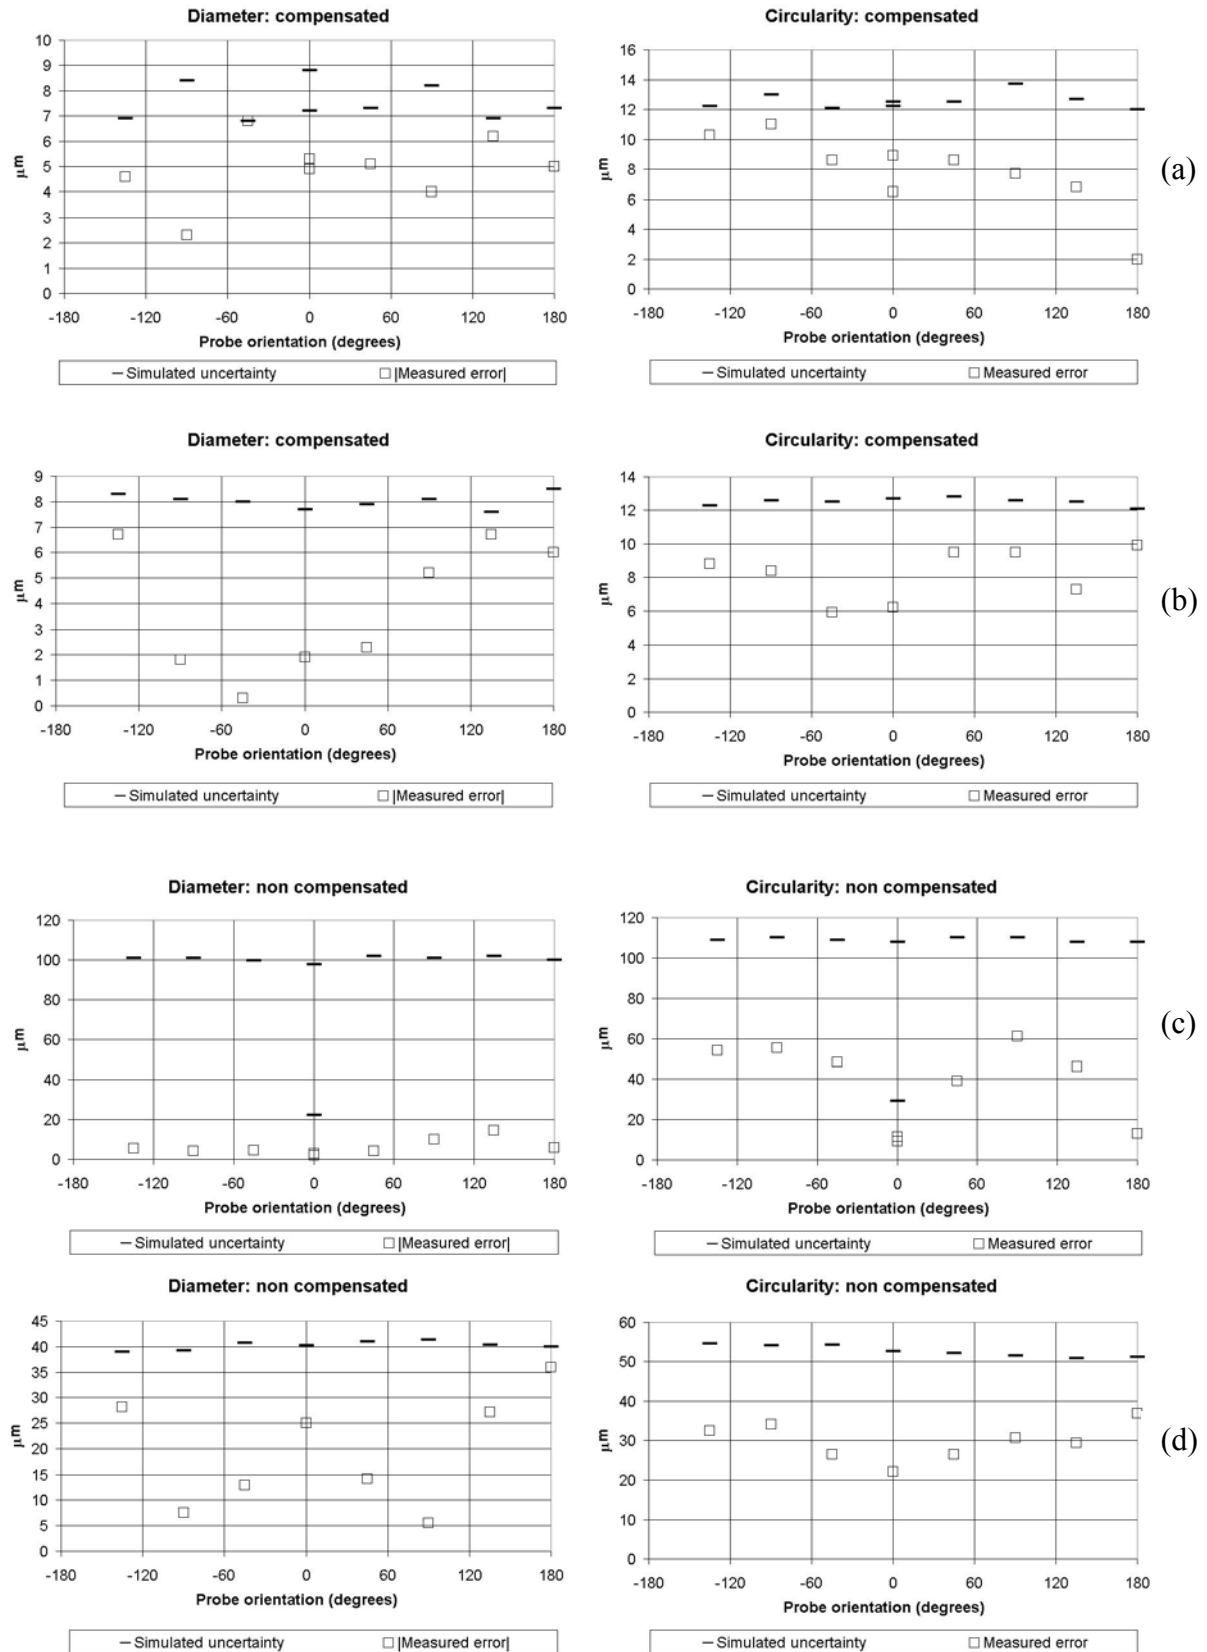 Diameter: compensated
10
9
8
7
6
5
4
3
2
1
0
μm
-180 -120 -60 0 60 120 180
Probe orientation (degrees)
Simulated uncertainty |Measured error|
Circularity: compensated
16
14
12
10
8
6
4
2
0
μm
-180 -120 -60 0 60 120 180
Probe orientation (degrees)
Simulated uncertainty Measured error
(a)
Diameter: compensated
9
8
7
6
5
4
3
2
1
0
μm
-180 -120 -60 0 60 120 180
Probe orientation (degrees)
Simulated uncertainty |Measured error|
Circularity: compensated
14
12
10
8
6
4
2
0
μm
-180 -120 -60 0 60 120 180
Probe orientation (degrees)
Simulated uncertainty Measured error
(b)
Diameter: non compensated
120
100
80
60
40
20
0
μm
-180 -120 -60 0 60 120 180
Probe orientation (degrees)
Simulated uncertainty |Measured error|
Circularity: non compensated
120
100
80
60
40
20
0
μm
-180 -120 -60 0 60 120 180
Probe orientation (degrees)
Simulated uncertainty Measured error
(c)
Diameter: non compensated
45
40
35
30
25
20
15
10
5
0
μm
-180 -120 -60 0 60 120 180
Probe orientation (degrees)
Simulated uncertainty |Measured error|
Circularity: non compensated
60
50
40
30
20
10
0
μm
-180 -120 -60 0 60 120 180
Probe orientation (degrees)
Simulated uncertainty Measured error
(d)